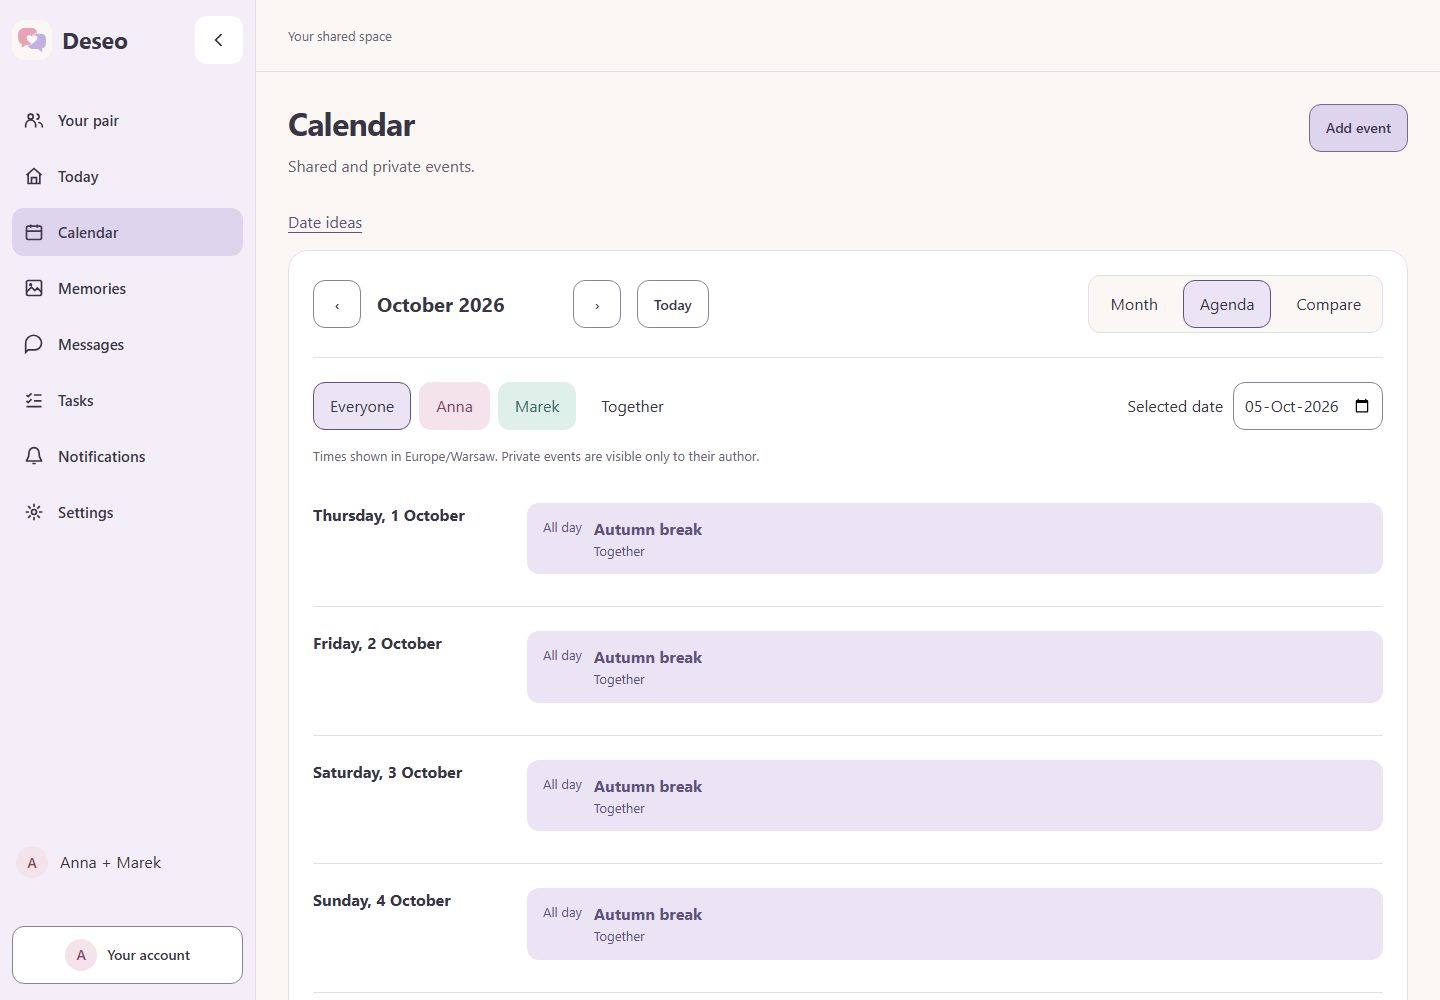 Deseo
Your pair
Today
Calendar
Memories
Messages
Tasks
Notifications
Settings
A Anna + Marek
A Your account
Your shared space
Calendar
Add event
Shared and private events.
Date ideas
‹ October 2026 › Today
Month Agenda Compare
Everyone Anna Marek Together
Selected date 05-Oct-2026
Times shown in Europe/Warsaw. Private events are visible only to their author.
Thursday, 1 October
All day Autumn break
Together
Friday, 2 October
All day Autumn break
Together
Saturday, 3 October
All day Autumn break
Together
Sunday, 4 October
All day Autumn break
Together